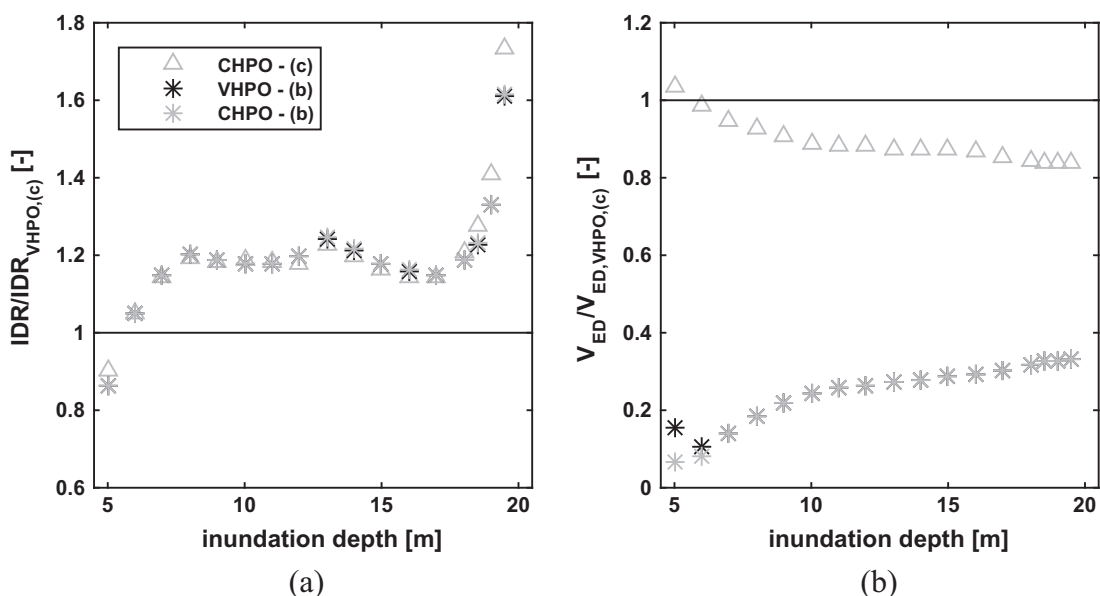 1.8
1.6
1.4
1.2
1
0.8
0.6
IDR/IDR_VHPO,(c) [-]
CHPO - (c)
VHPO - (b)
CHPO - (b)
5 10 15 20
inundation depth [m]
(a)
1
0.8
0.6
0.4
0.2
0
V_ED/V_ED,VHPO,(c) [-]
5 10 15 20
inundation depth [m]
(b)